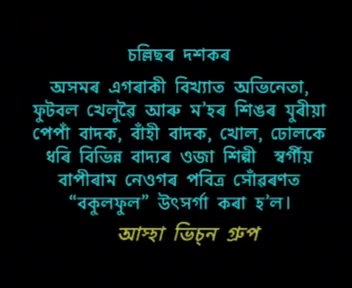 চল্লিছৰ দশকৰ
অসমৰ এগৰাকী বিখ্যাত অভিনেতা,
ফুটবল খেলুৱৈ আৰু ম'হৰ শিঙৰ যুৰীয়া
পেপাঁ বাদক, বাঁহী বাদক, খোল, ঢোলকে
ধৰি বিভিন্ন বাদ্যৰ ওজা শিল্পী স্বৰ্গীয়
বাপীৰাম নেওগৰ পবিত্ৰ সোঁৱৰণত
“বকুলফুল” উৎসৰ্গা কৰা হ'ল।
আস্হা ভিচ্ন গ্ৰুপ